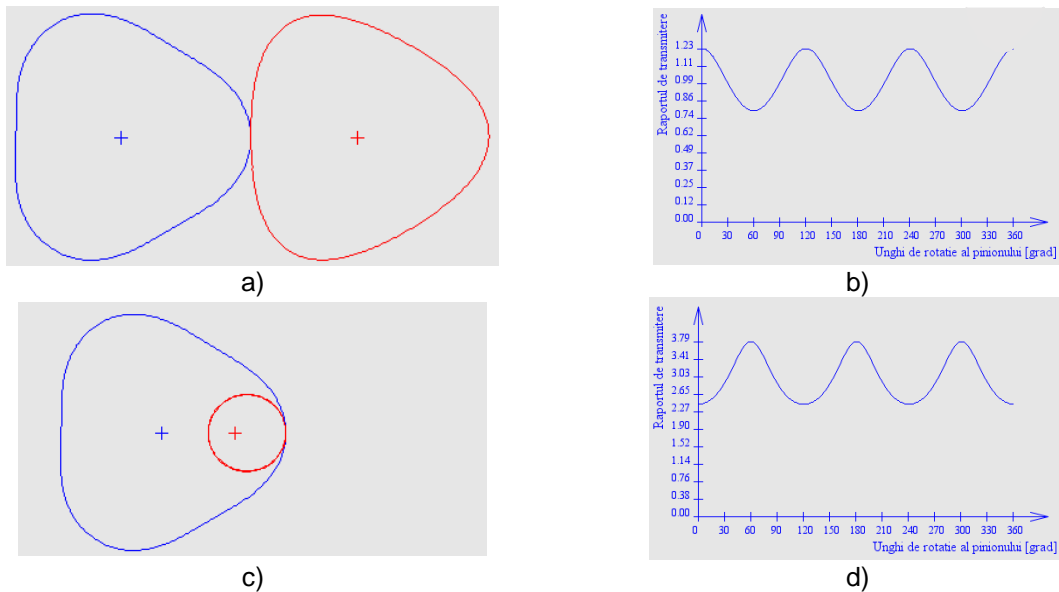 Raportul de transmitere
1.23
1.11
0.99
0.86
0.74
0.62
0.49
0.37
0.25
0.12
0.00
0 30 60 90 120 150 180 210 240 270 300 330 360
Unghi de rotatie al pinionului [grad]
a)
b)
Raportul de transmitere
3.79
3.41
3.03
2.65
2.27
1.90
1.52
1.14
0.76
0.38
0.00
0 30 60 90 120 150 180 210 240 270 300 330 360
Unghi de rotatie al pinionului [grad]
c)
d)